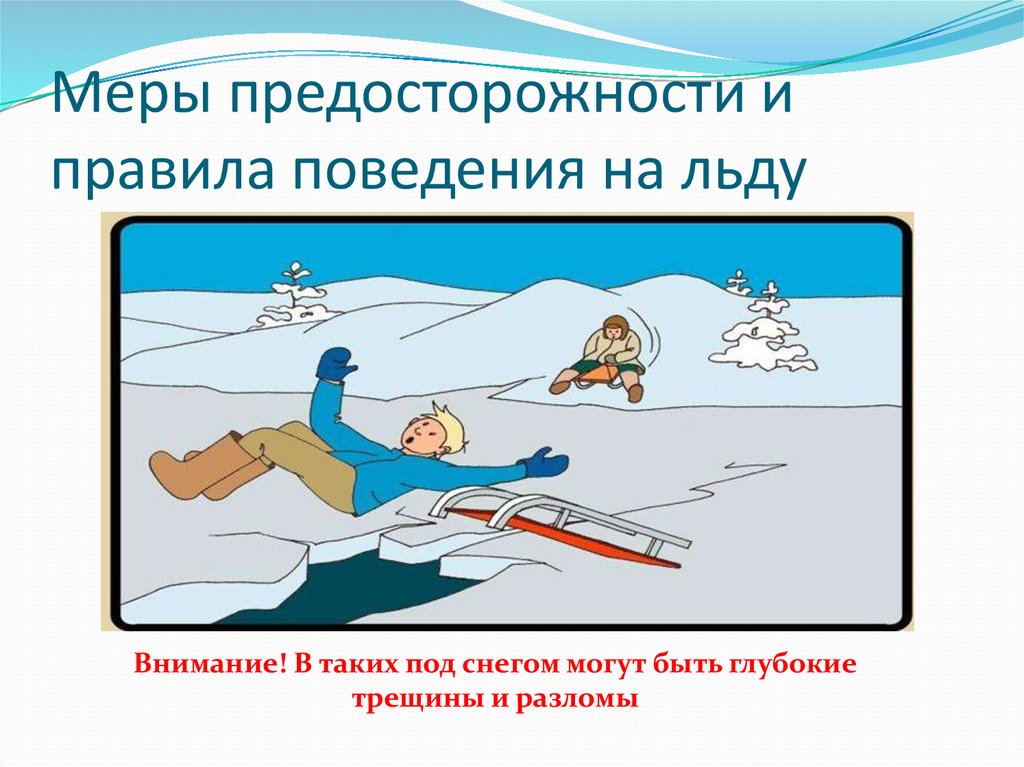 Меры предосторожности и
правила поведения на льду
Внимание! В таких под снегом могут быть глубокие
трещины и разломы